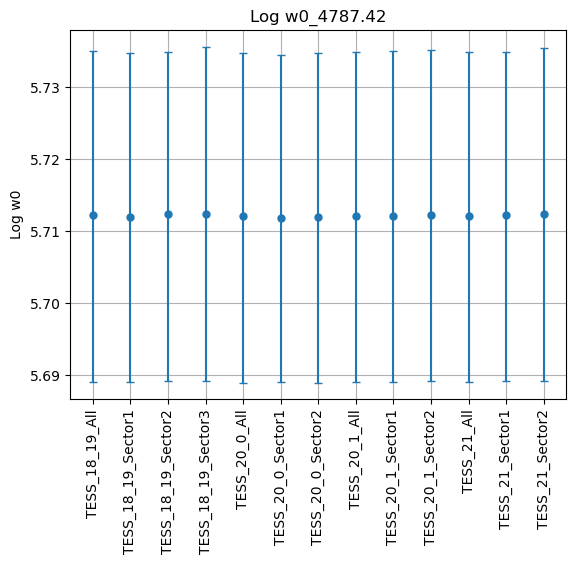 Log w0_4787.42
Log w0
5.73
5.72
5.71
5.70
5.69
TESS_18_19_All
TESS_18_19_Sector1
TESS_18_19_Sector2
TESS_18_19_Sector3
TESS_20_0_All
TESS_20_0_Sector1
TESS_20_0_Sector2
TESS_20_1_All
TESS_20_1_Sector1
TESS_20_1_Sector2
TESS_21_All
TESS_21_Sector1
TESS_21_Sector2